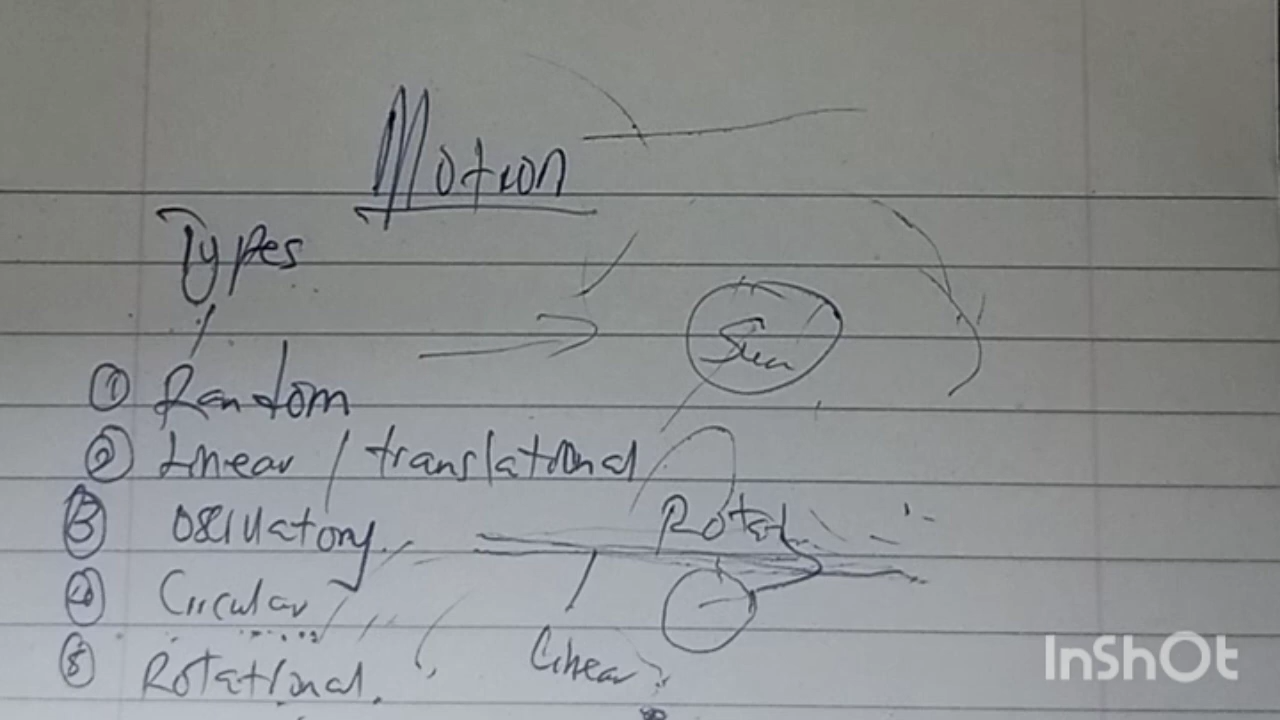 Motion
Types
① Random
② Linear / translational
③ Oscillatory
④ Circular
⑤ Rotational.
Sun
Rotat
Linear
InShOt